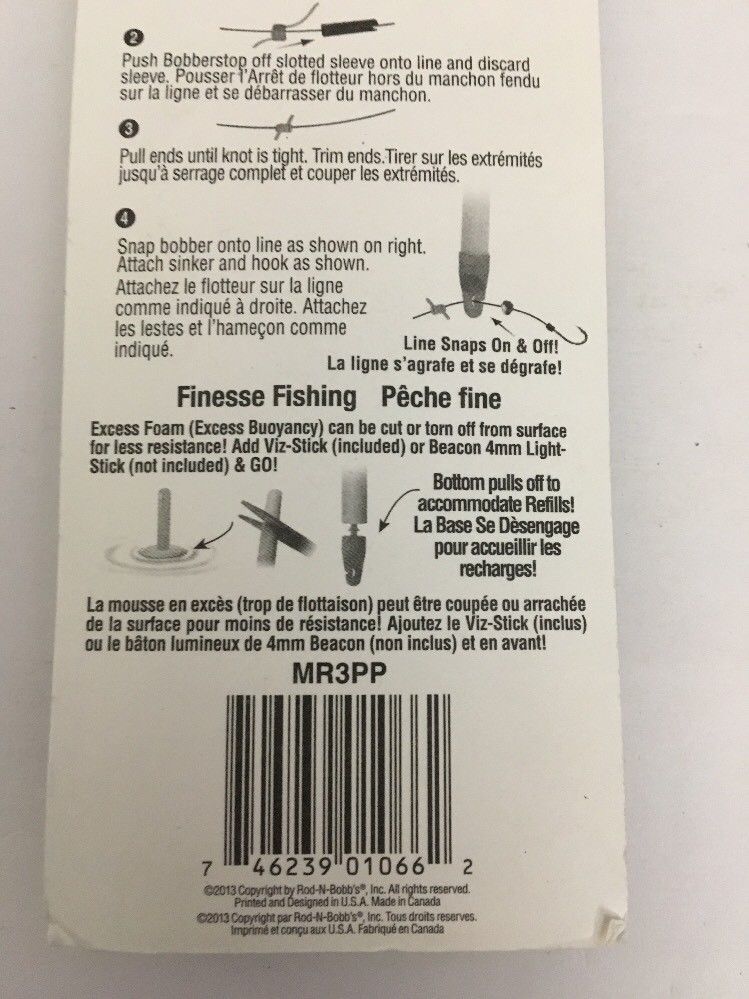 2
Push Bobberstop off slotted sleeve onto line and discard
sleeve. Pousser l'Arrêt de flotteur hors du manchon fendu
sur la ligne et se débarrasser du manchon.
3
Pull ends until knot is tight. Trim ends.Tirer sur les extrémités
jusqu'à serrage complet et couper les extrémités.
4
Snap bobber onto line as shown on right.
Attach sinker and hook as shown.
Attachez le flotteur sur la ligne
comme indiqué à droite. Attachez
les lestes et l'hameçon comme
indiqué.
Line Snaps On & Off!
La ligne s'agrafe et se dégrafe!
Finesse Fishing Pêche fine
Excess Foam (Excess Buoyancy) can be cut or torn off from surface
for less resistance! Add Viz-Stick (included) or Beacon 4mm Light-
Stick (not included) & GO!
Bottom pulls off to
accommodate Refills!
La Base Se Dèsengage
pour accueillir les
recharges!
La mousse en excès (trop de flottaison) peut être coupée ou arrachée
de la surface pour moins de résistance! Ajoutez le Viz-Stick (inclus)
ou le bâton lumineux de 4mm Beacon (non inclus) et en avant!
MR3PP
7 46239 01066 2
©2013 Copyright by Rod-N-Bobb's®, Inc. All rights reserved.
Printed and Designed in U.S.A. Made in Canada
©2013 Copyright par Rod-N-Bobb's®, Inc. Tous droits reserves.
Imprimé et conçu aux U.S.A. Fabriqué en Canada